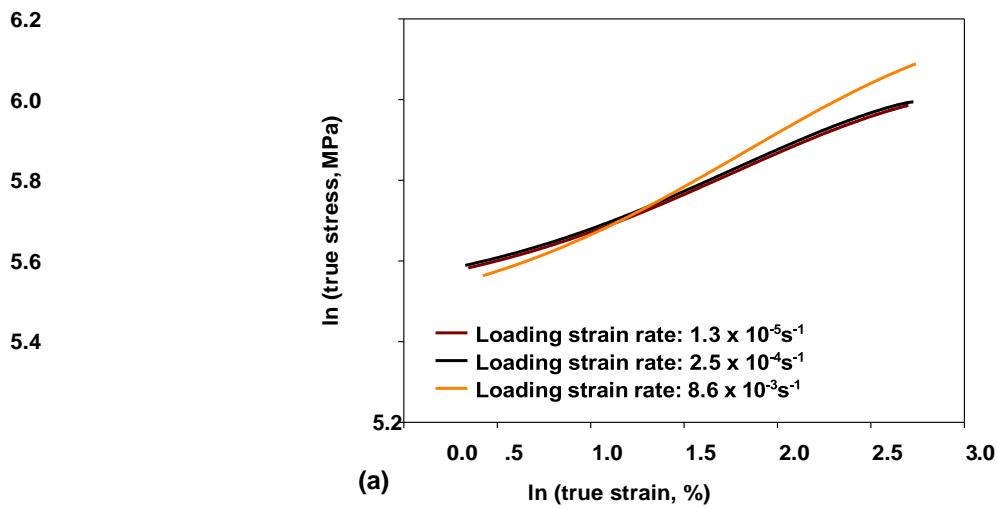 6.2
6.0
5.8
5.6
5.4
5.2
ln (true stress, MPa)
Loading strain rate: 1.3 x 10-5s-1
Loading strain rate: 2.5 x 10-4s-1
Loading strain rate: 8.6 x 10-3s-1
0.0 .5 1.0 1.5 2.0 2.5 3.0
(a)
ln (true strain, %)